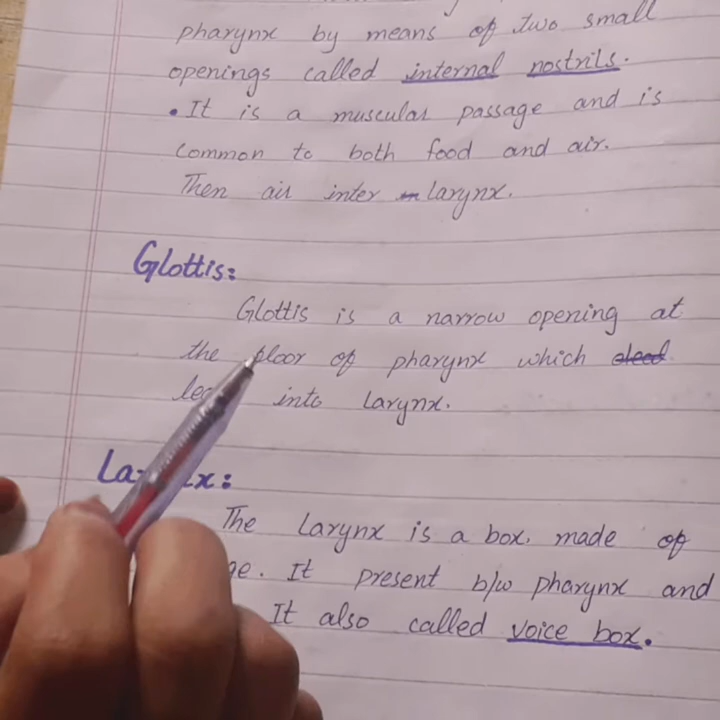 pharynx by means of two small
openings called internal nostrils.
• It is a muscular passage and is
common to both food and air.
Then air inter larynx.
Glottis:
Glottis is a narrow opening at
the floor of pharynx which
into larynx.
The larynx is a box made of
It present b/w pharynx and
It also called voice box.